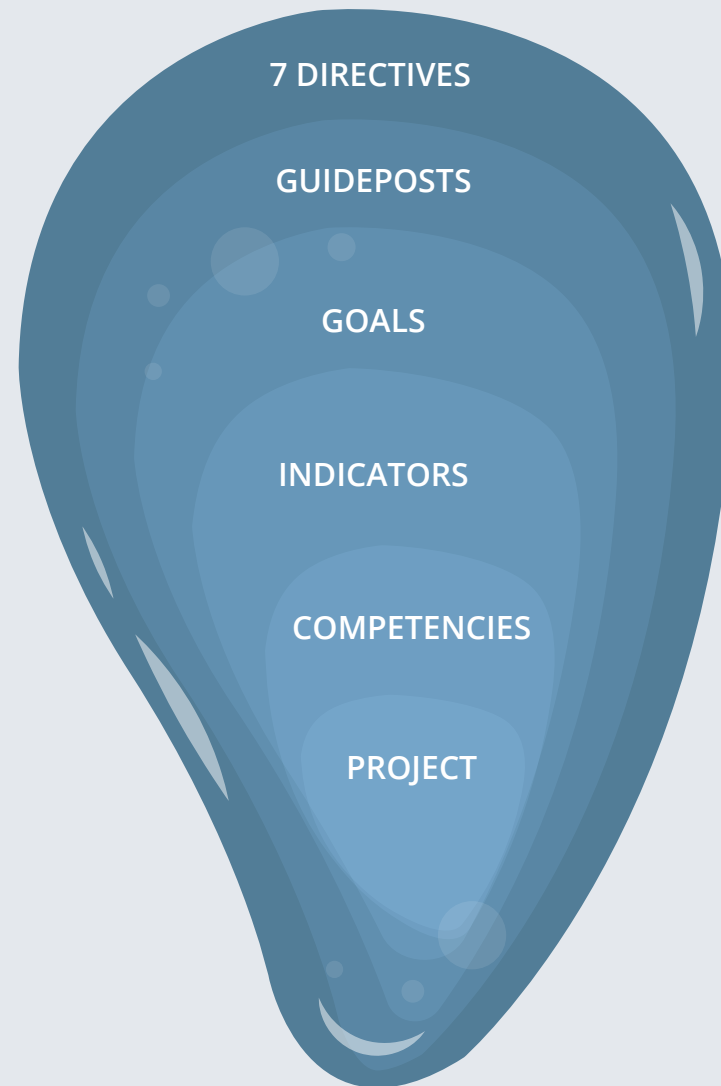 7 DIRECTIVES
GUIDEPOSTS
GOALS
INDICATORS
COMPETENCIES
PROJECT